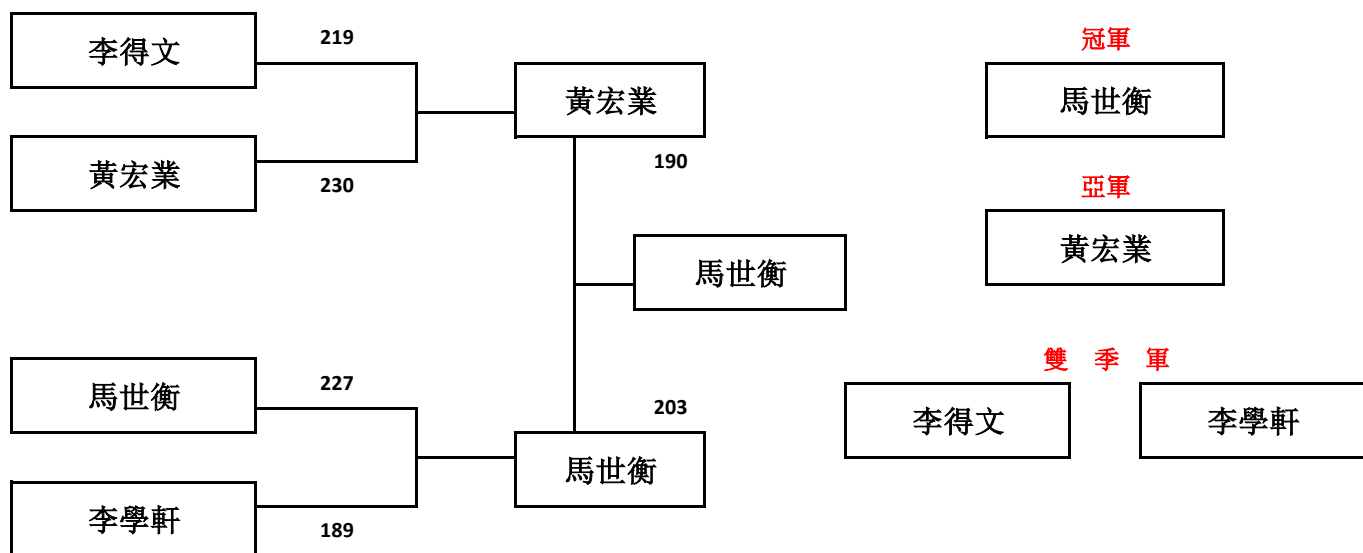 李得文
219
黃宏業
230
黃宏業
190
馬世衡
馬世衡
227
李學軒
189
203
馬世衡
冠軍
馬世衡
亞軍
黃宏業
雙 季 軍
李得文
李學軒